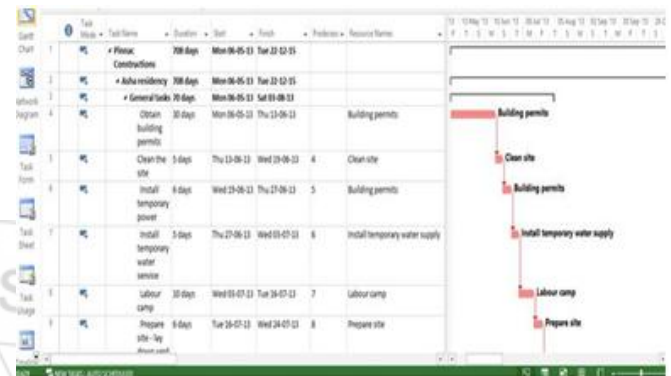 Task
Mode Task Name Duration Start Finish Predecess Resource Names
Gantt
Chart
1 Pinnac 708 days Mon 06-05-13 Tue 22-12-15
Constructions
2 Asha residency 708 days Mon 06-05-13 Tue 22-12-15
3 General tasks 70 days Mon 06-05-13 Sat 03-08-13
Network
Diagram
4 Obtain 30 days Mon 06-05-13 Thu 13-06-13 Building permits
building
permits
Building permits
Task
Form
Clean the 5 days Thu 13-06-13 Wed 19-06-13 4 Clean site
site
Clean site
Install 6 days Wed 19-06-13 Thu 27-06-13 5 Building permits
temporary
power
Building permits
Task
Sheet
Install 5 days Thu 27-06-13 Wed 03-07-13 6 Install temporary water supply
temporary
water
service
Install temporary water supply
Task
Usage
Labour 10 days Wed 03-07-13 Tue 16-07-13 7 Labour camp
camp
Labour camp
Prepare 6 days Tue 16-07-13 Wed 24-07-13 8 Prepare site
site - lay
down yard
Prepare site
NEW TASKS : AUTO SCHEDULED